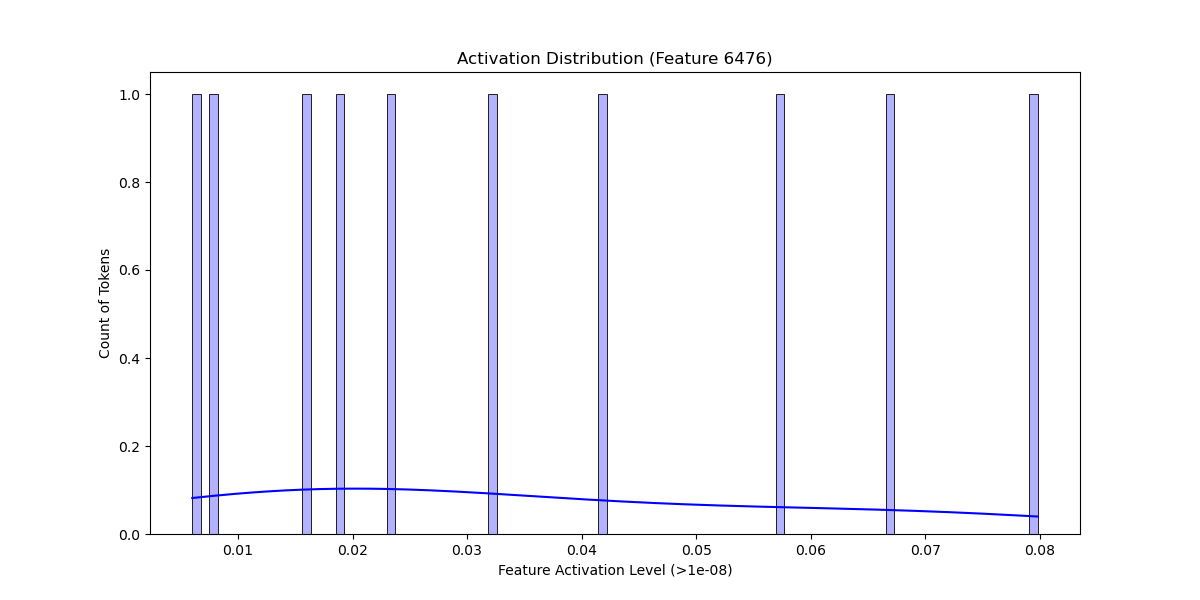 Activation Distribution (Feature 6476)
Count of Tokens
1.0
0.8
0.6
0.4
0.2
0.0
0.01 0.02 0.03 0.04 0.05 0.06 0.07 0.08
Feature Activation Level (>1e-08)